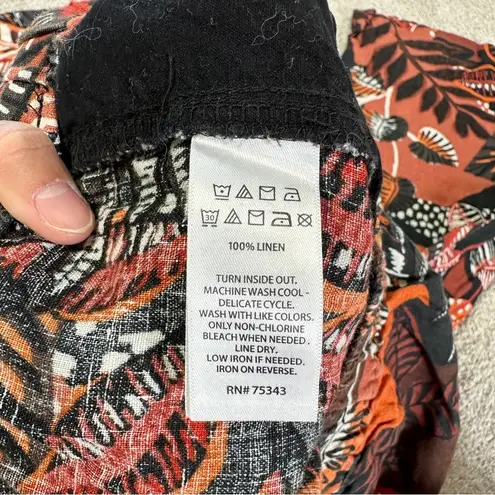 30
100% LINEN
TURN INSIDE OUT.
MACHINE WASH COOL -
DELICATE CYCLE.
WASH WITH LIKE COLORS.
ONLY NON-CHLORINE
BLEACH WHEN NEEDED.
LINE DRY.
LOW IRON IF NEEDED.
IRON ON REVERSE.
RN# 75343